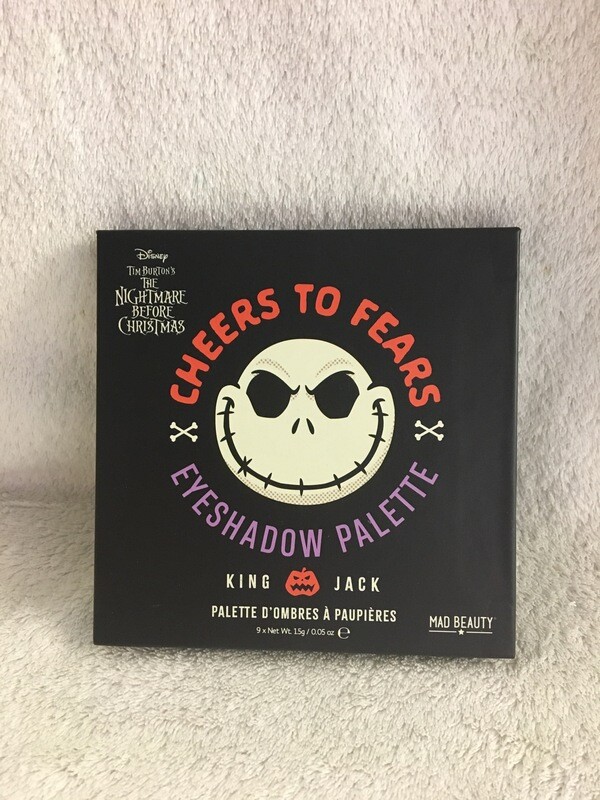 Disney
TIM BURTON'S
THE
NIGHTMARE
BEFORE
CHRISTMAS
CHEERS TO FEARS
EYESHADOW PALETTE
KING JACK
PALETTE D'OMBRES À PAUPIÈRES
9 x Net Wt. 1.5g / 0.05 oz ℮
MAD BEAUTY